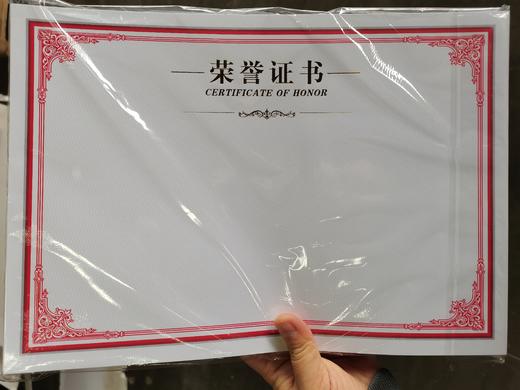 荣誉证书
CERTIFICATE OF HONOR